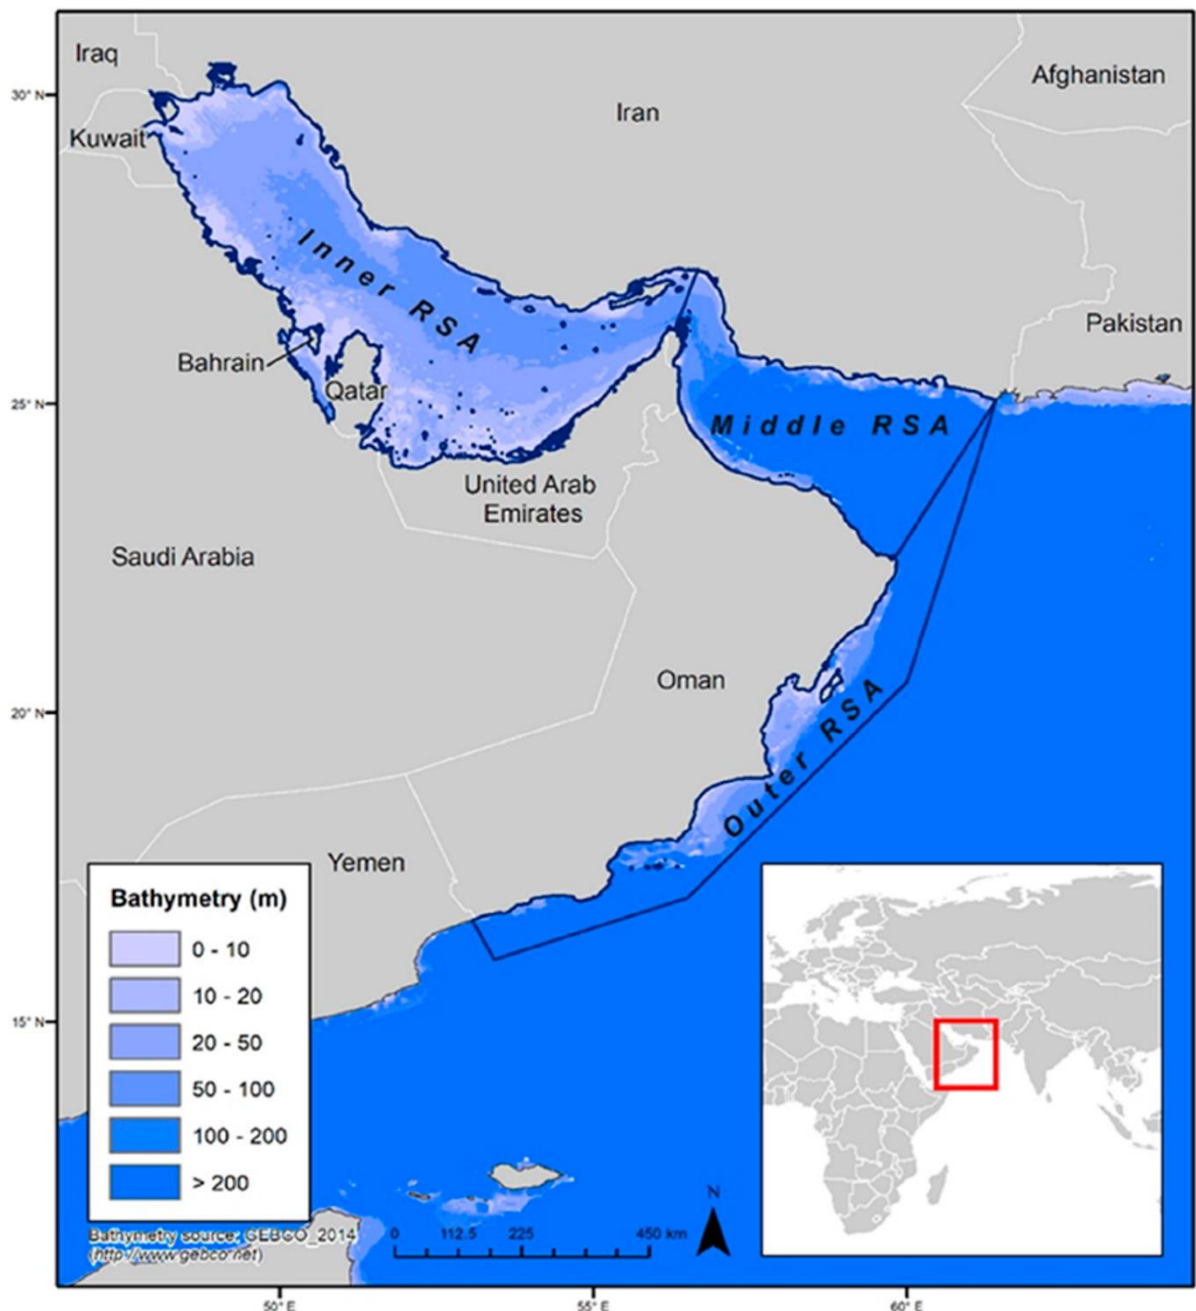 Iraq
Afghanistan
30° N
Iran
Kuwait
Inner RSA
Pakistan
Bahrain
Qatar
25° N
Middle RSA
United Arab
Emirates
Saudi Arabia
Oman
20° N
Outer RSA
Yemen
Bathymetry (m)
0 - 10
10 - 20
20 - 50
50 - 100
100 - 200
> 200
15° N
Bathymetry source: GEBCO_2014
(http://www.gebco.net)
0 112.5 225 450 km
N
50° E 55° E 60° E